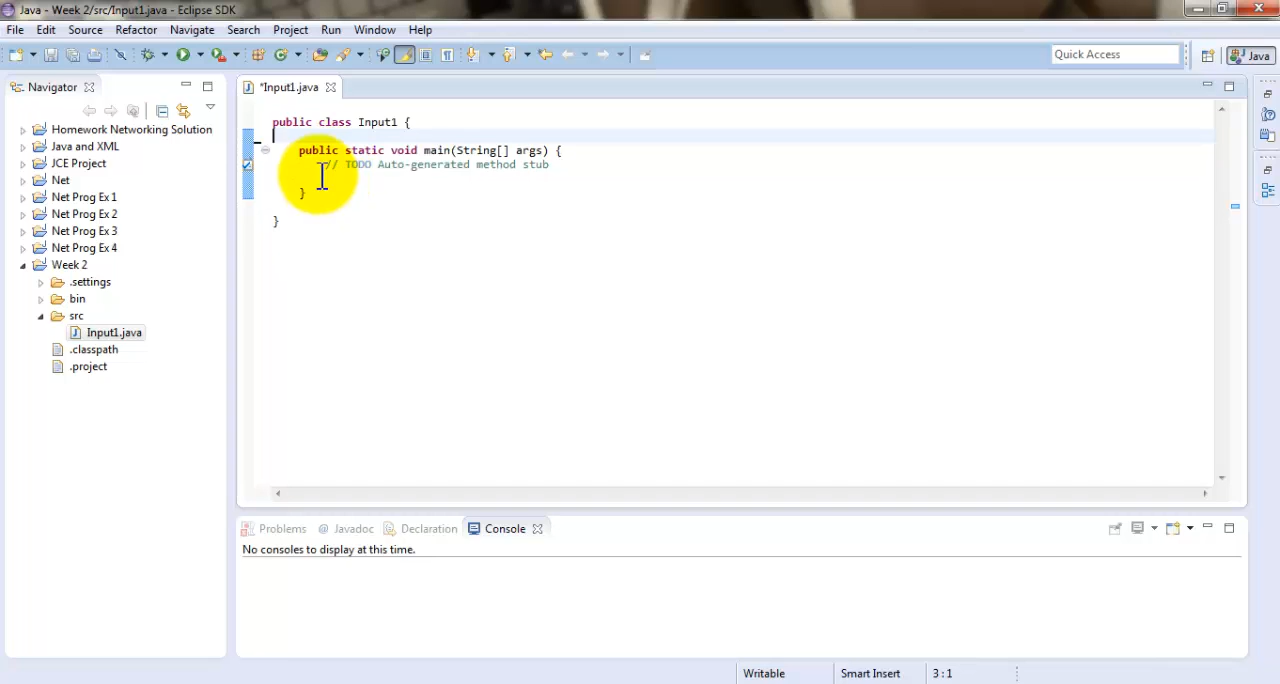 Java - Week 2/src/Input1.java - Eclipse SDK
File Edit Source Refactor Navigate Search Project Run Window Help
Quick Access
Java
Navigator
*Input1.java
Homework Networking Solution
Java and XML
JCE Project
Net
Net Prog Ex 1
Net Prog Ex 2
Net Prog Ex 3
Net Prog Ex 4
Week 2
.settings
bin
src
Input1.java
.classpath
.project
public class Input1 {
public static void main(String[] args) {
// TODO Auto-generated method stub
}
}
Problems @ Javadoc Declaration Console
No consoles to display at this time.
Writable Smart Insert 3 : 1